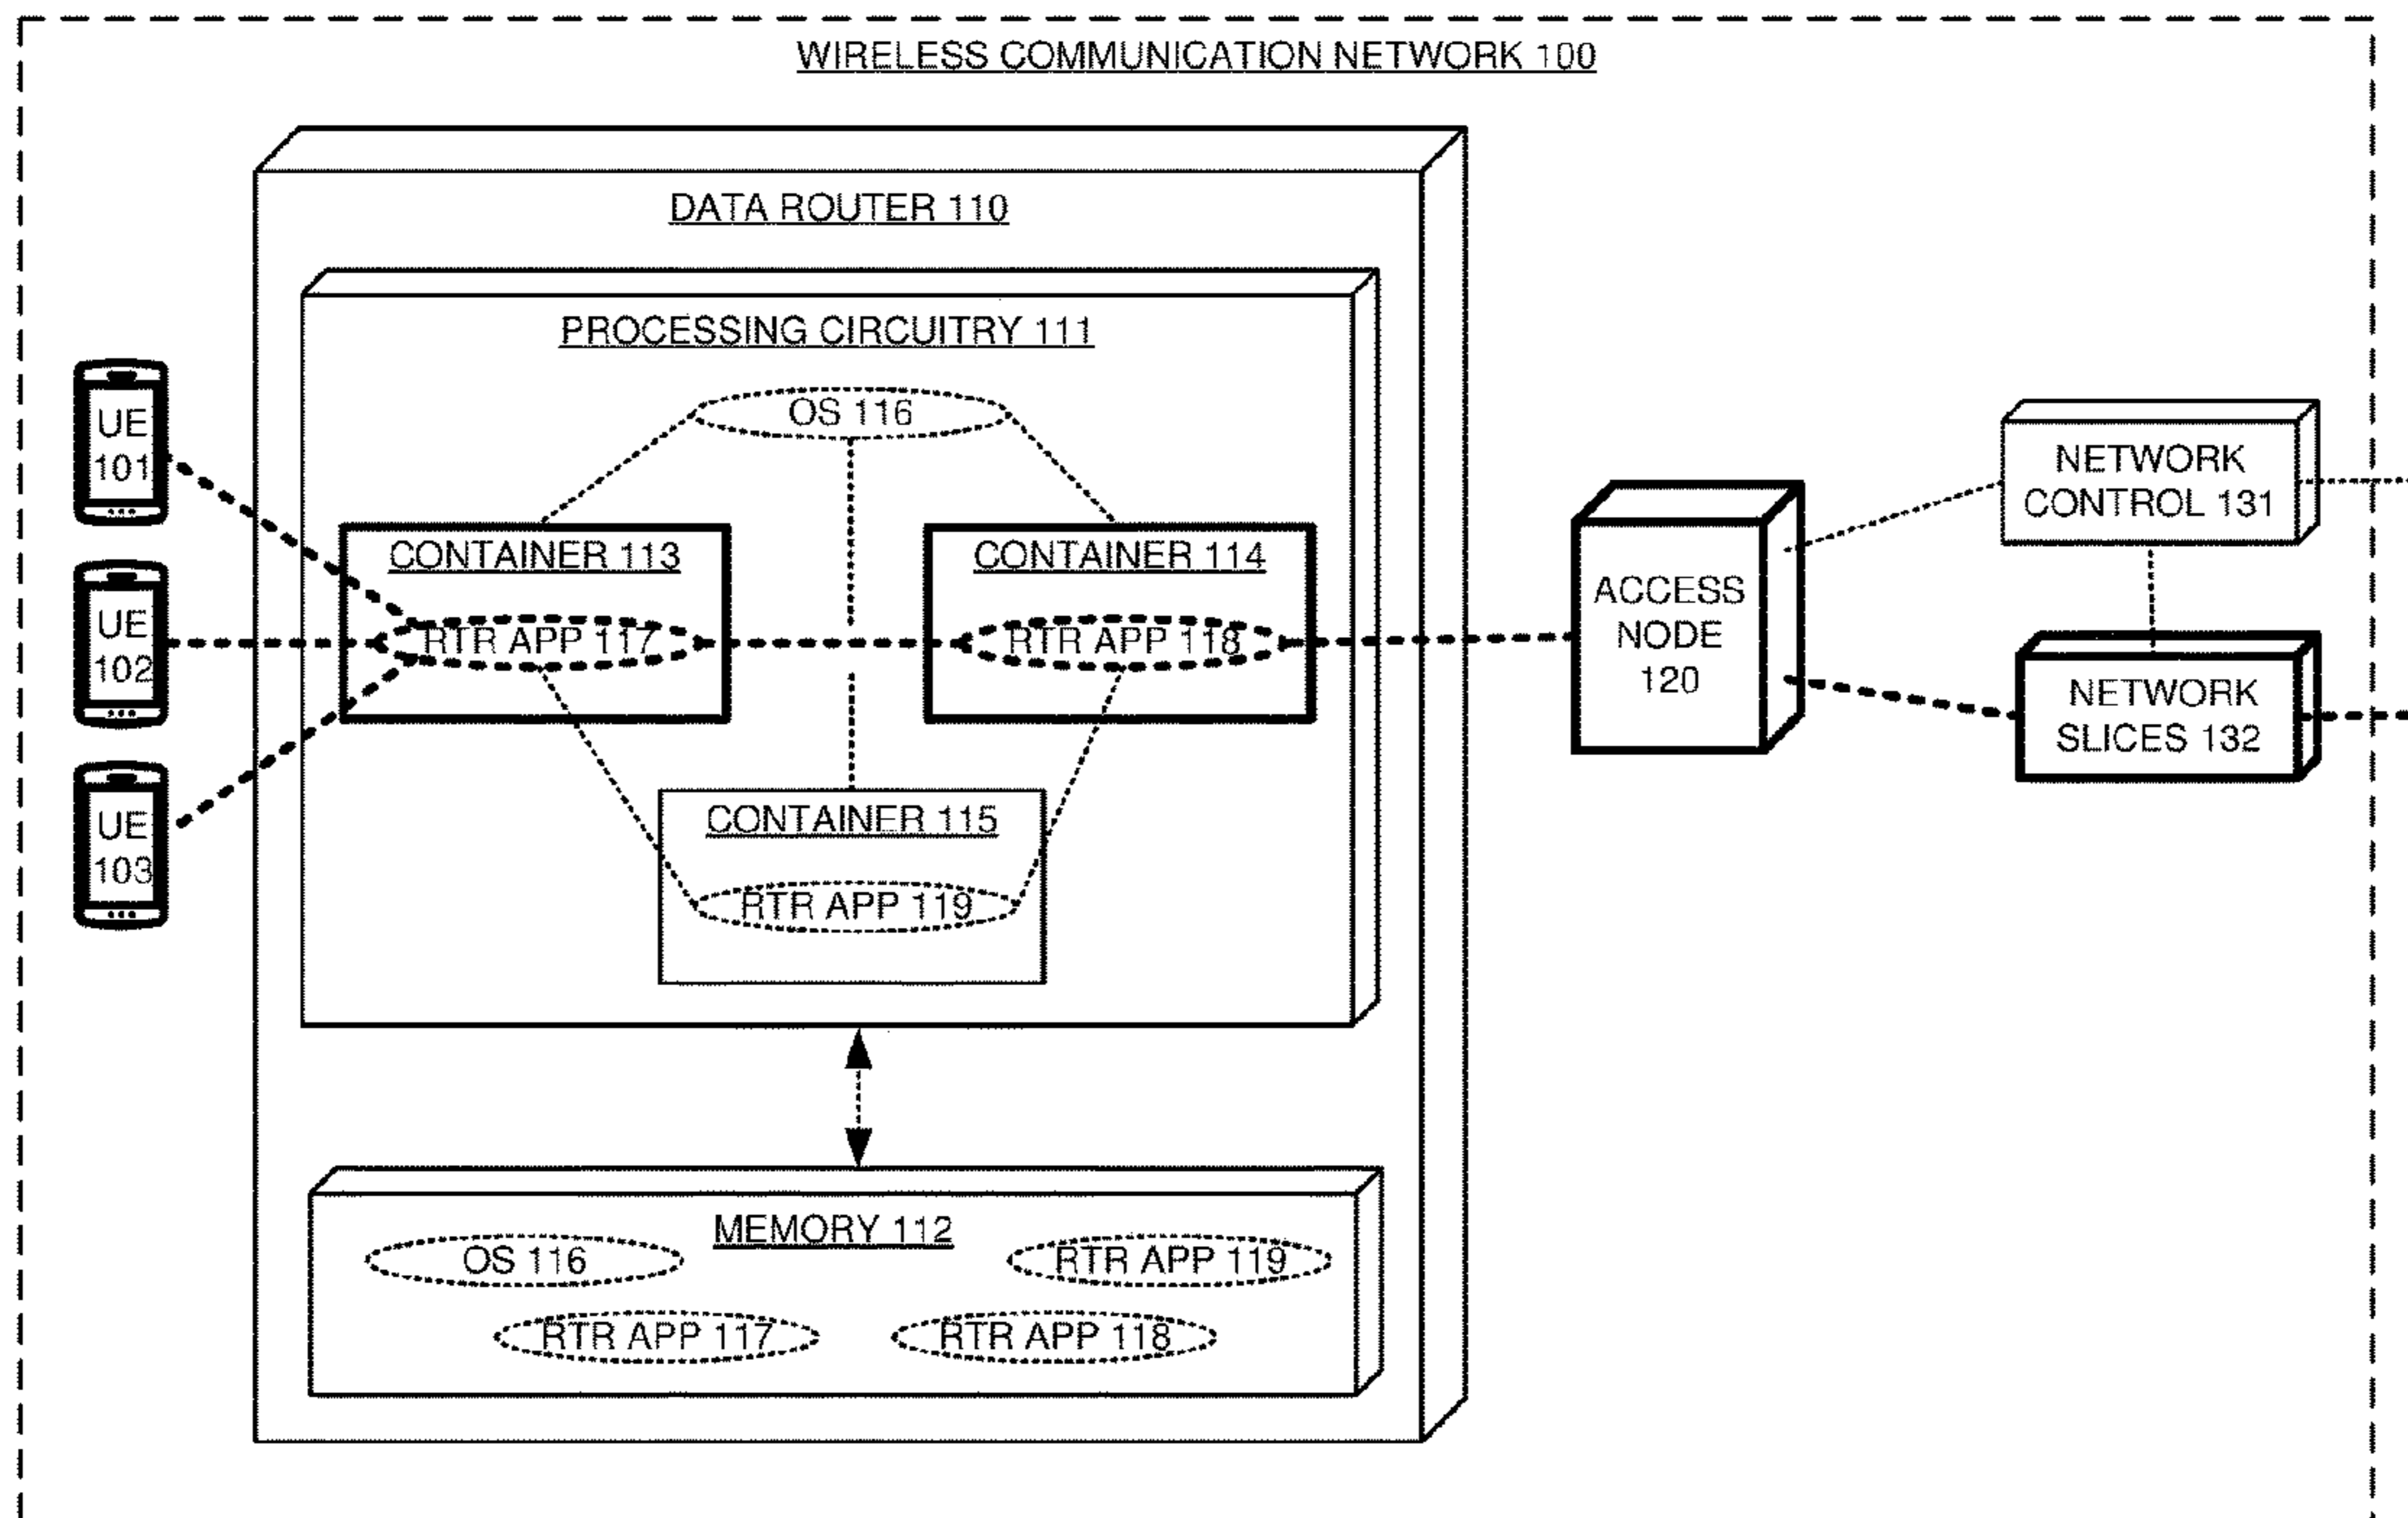 WIRELESS COMMUNICATION NETWORK 100
DATA ROUTER 110
PROCESSING CIRCUITRY 111
OS 116
UE
101
UE
102
UE
103
CONTAINER 113
RTR APP 117
CONTAINER 114
RTR APP 118
CONTAINER 115
RTR APP 119
MEMORY 112
OS 116
RTR APP 119
RTR APP 117
RTR APP 118
ACCESS
NODE
120
NETWORK
CONTROL 131
NETWORK
SLICES 132